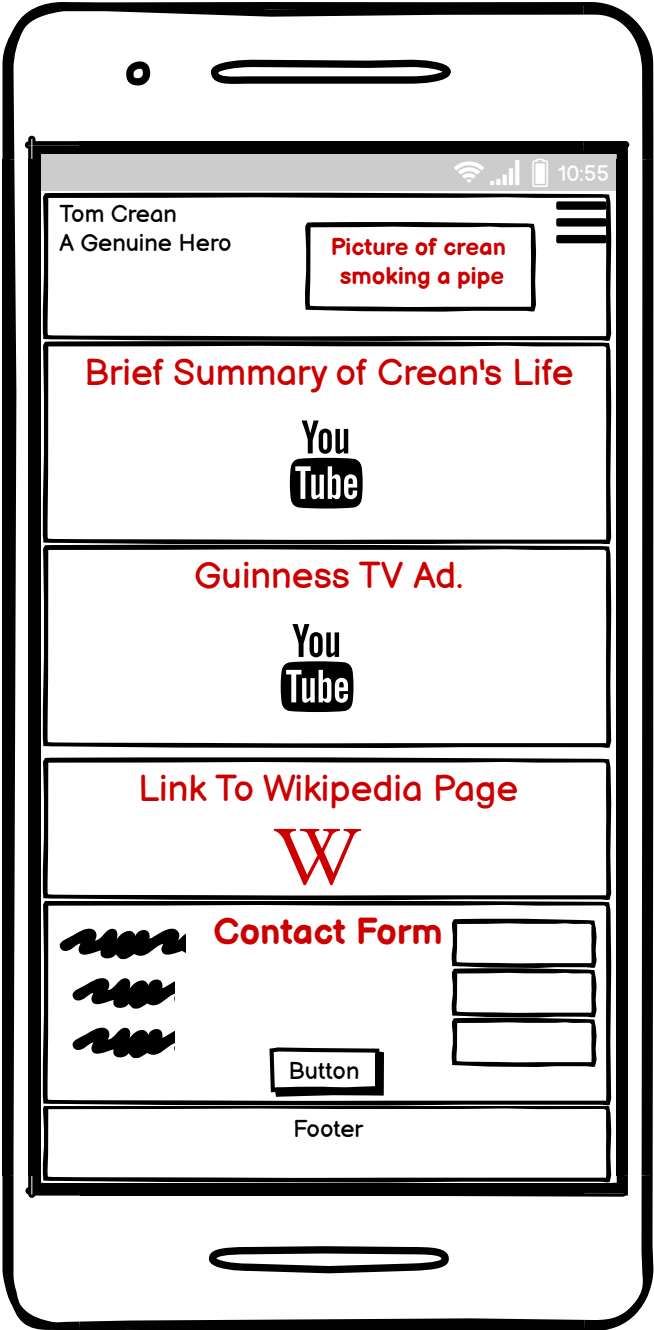 10:55
Tom Crean
A Genuine Hero
Picture of crean
smoking a pipe
Brief Summary of Crean's Life
You
Tube
Guinness TV Ad.
You
Tube
Link To Wikipedia Page
W
Contact Form
Button
Footer